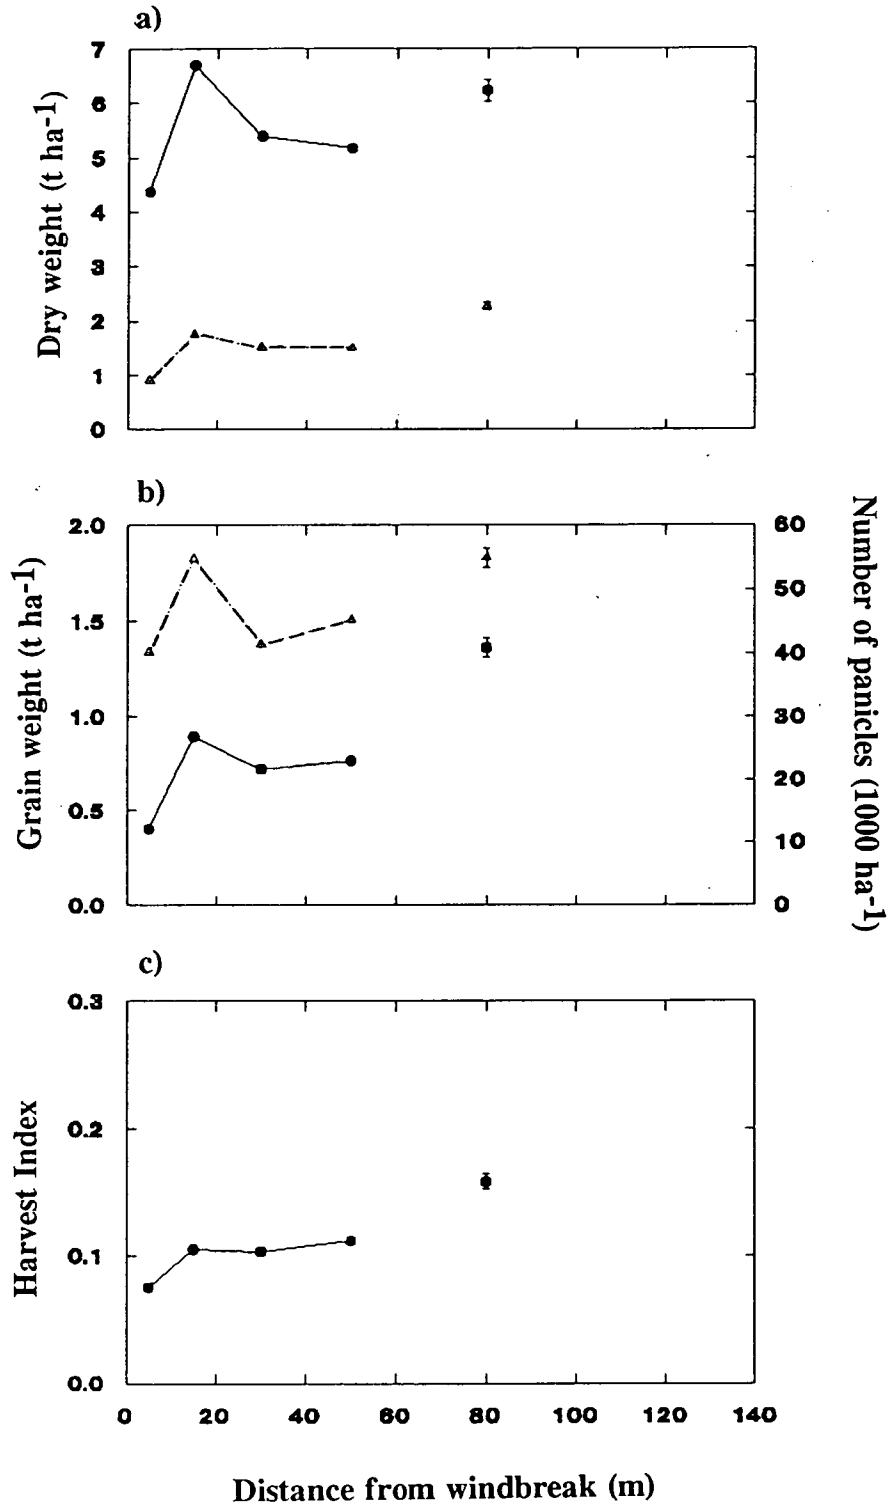 a)
7
6
5
4
3
2
1
0
Dry weight (t ha-1)
b)
2.0
1.5
1.0
0.5
0.0
Grain weight (t ha-1)
60
50
40
30
20
10
0
Number of panicles (1000 ha-1)
c)
0.3
0.2
0.1
0.0
Harvest Index
0 20 40 60 80 100 120 140
Distance from windbreak (m)